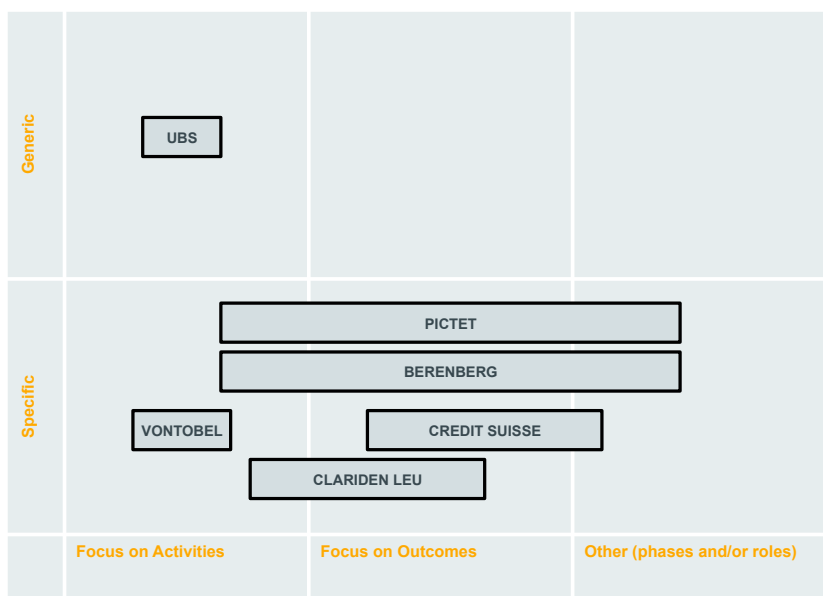 Generic
UBS
Specific
PICTET
BERENBERG
VONTOBEL
CREDIT SUISSE
CLARIDEN LEU
Focus on Activities
Focus on Outcomes
Other (phases and/or roles)